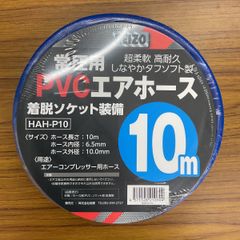 常圧用
超柔軟 高耐久
しなやかタフソフト製
PVCエアホース
着脱ソケット装備
HAH-P10
10m
〈サイズ〉ホース長さ：10m
ホース内径：6.5mm
ホース外径：10.0mm
〈用途〉
エアーコンプレッサー用ホース